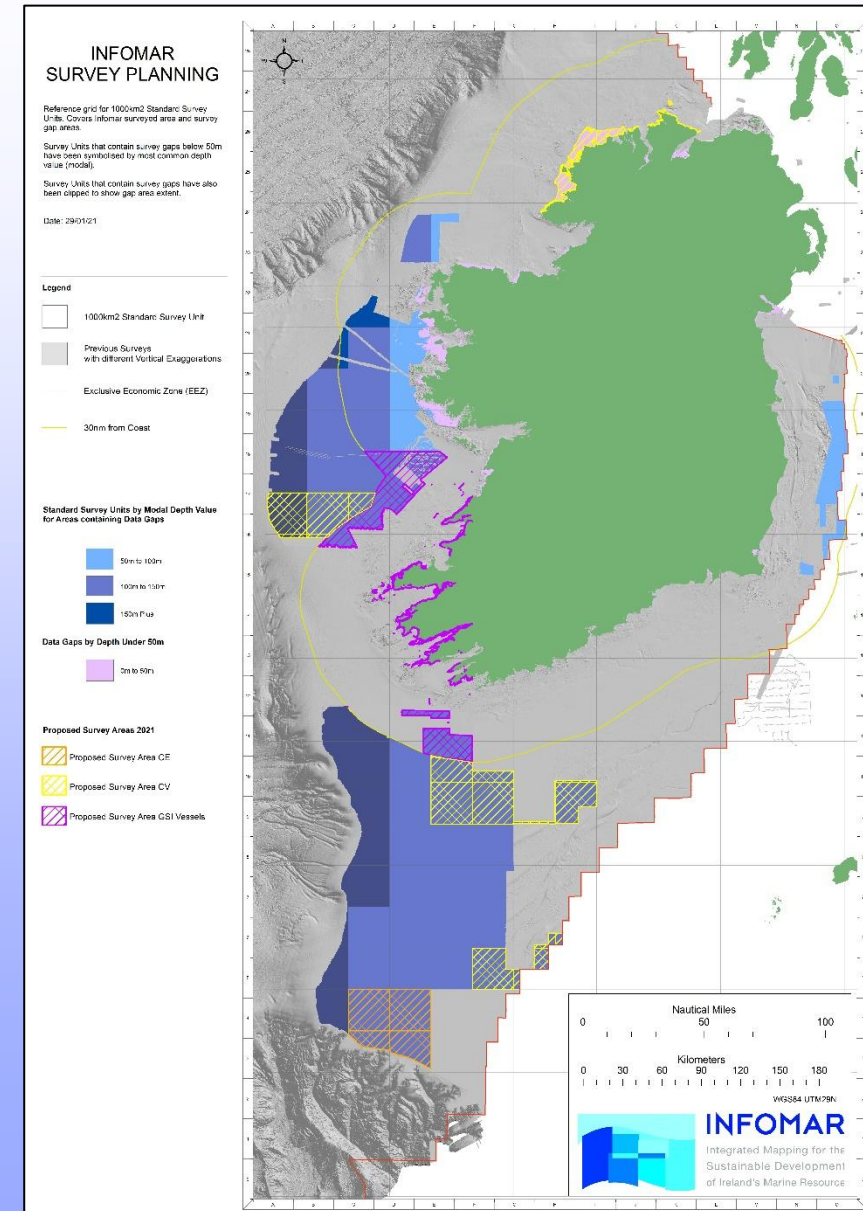 INFOMAR
SURVEY PLANNING
Reference grid for 1000km2 Standard Survey
Units. Covers Infomar surveyed area and survey
gap areas.
Survey Units that contain survey gaps below 50m
have been symbolised by most common depth
value (modal).
Survey Units that contain survey gaps have also
been clipped to show gap area extent.
Date: 29/01/21
Legend
1000km2 Standard Survey Unit
Previous Surveys
with different Vertical Exaggerations
Exclusive Economic Zone (EEZ)
30nm from Coast
Standard Survey Units by Modal Depth Value
for Areas containing Data Gaps
50m to 100m
100m to 150m
150m Plus
Data Gaps by Depth Under 50m
0m to 50m
Proposed Survey Areas 2021
Proposed Survey Area CE
Proposed Survey Area CV
Proposed Survey Area GSI Vessels
Nautical Miles
0 50 100
Kilometers
0 30 60 90 120 150 180
WGS84 UTM29N
INFOMAR
Integrated Mapping for the
Sustainable Development
of Ireland's Marine Resource